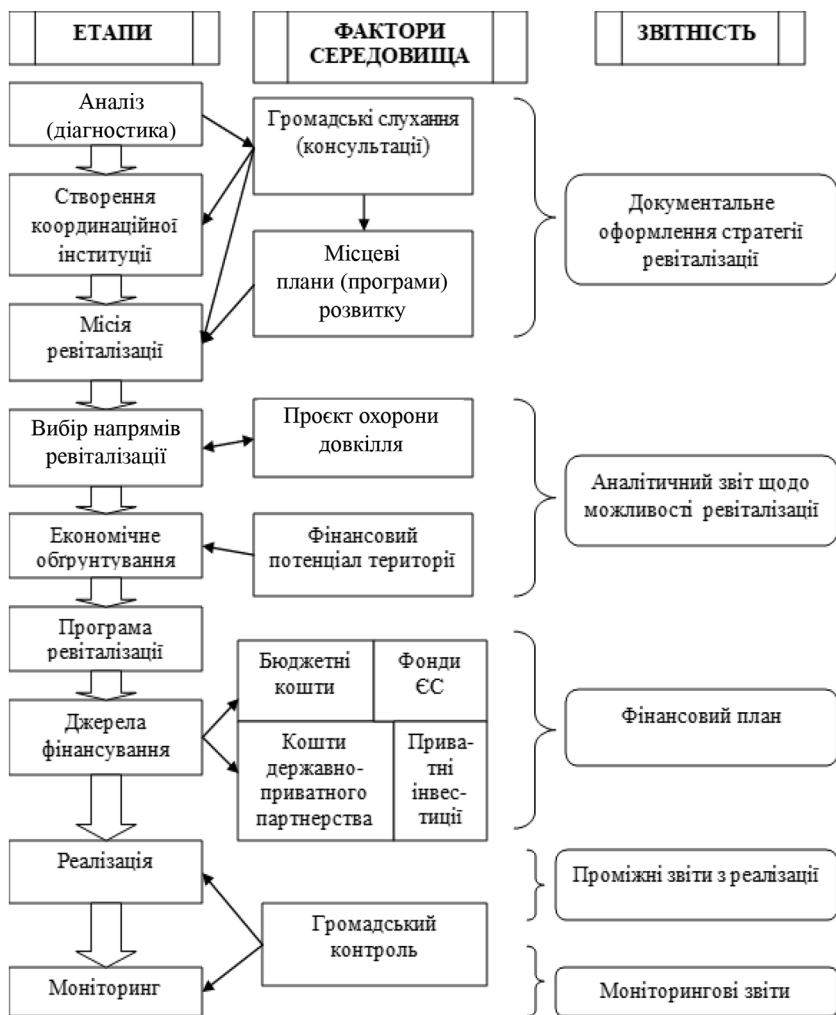 ЕТАПИ
ФАКТОРИ
СЕРЕДОВИЩА
ЗВІТНІСТЬ
Аналіз
(діагностика)
Громадські слухання
(консультації)
Створення
координаційної
інституції
Документальне
оформлення стратегії
ревіталізації
Місцеві
плани (програми)
розвитку
Місія
ревіталізації
Вибір напрямів
ревіталізації
Проєкт охорони
довкілля
Аналітичний звіт щодо
можливості ревіталізації
Економічне
обґрунтування
Фінансовий
потенціал території
Програма
ревіталізації
Бюджетні
кошти
Фонди
ЄС
Джерела
фінансування
Фінансовий план
Кошти
державно-
приватного
партнерства
Прива-
тні
інвес-
тиції
Реалізація
Проміжні звіти з реалізації
Громадський
контроль
Моніторинг
Моніторингові звіти